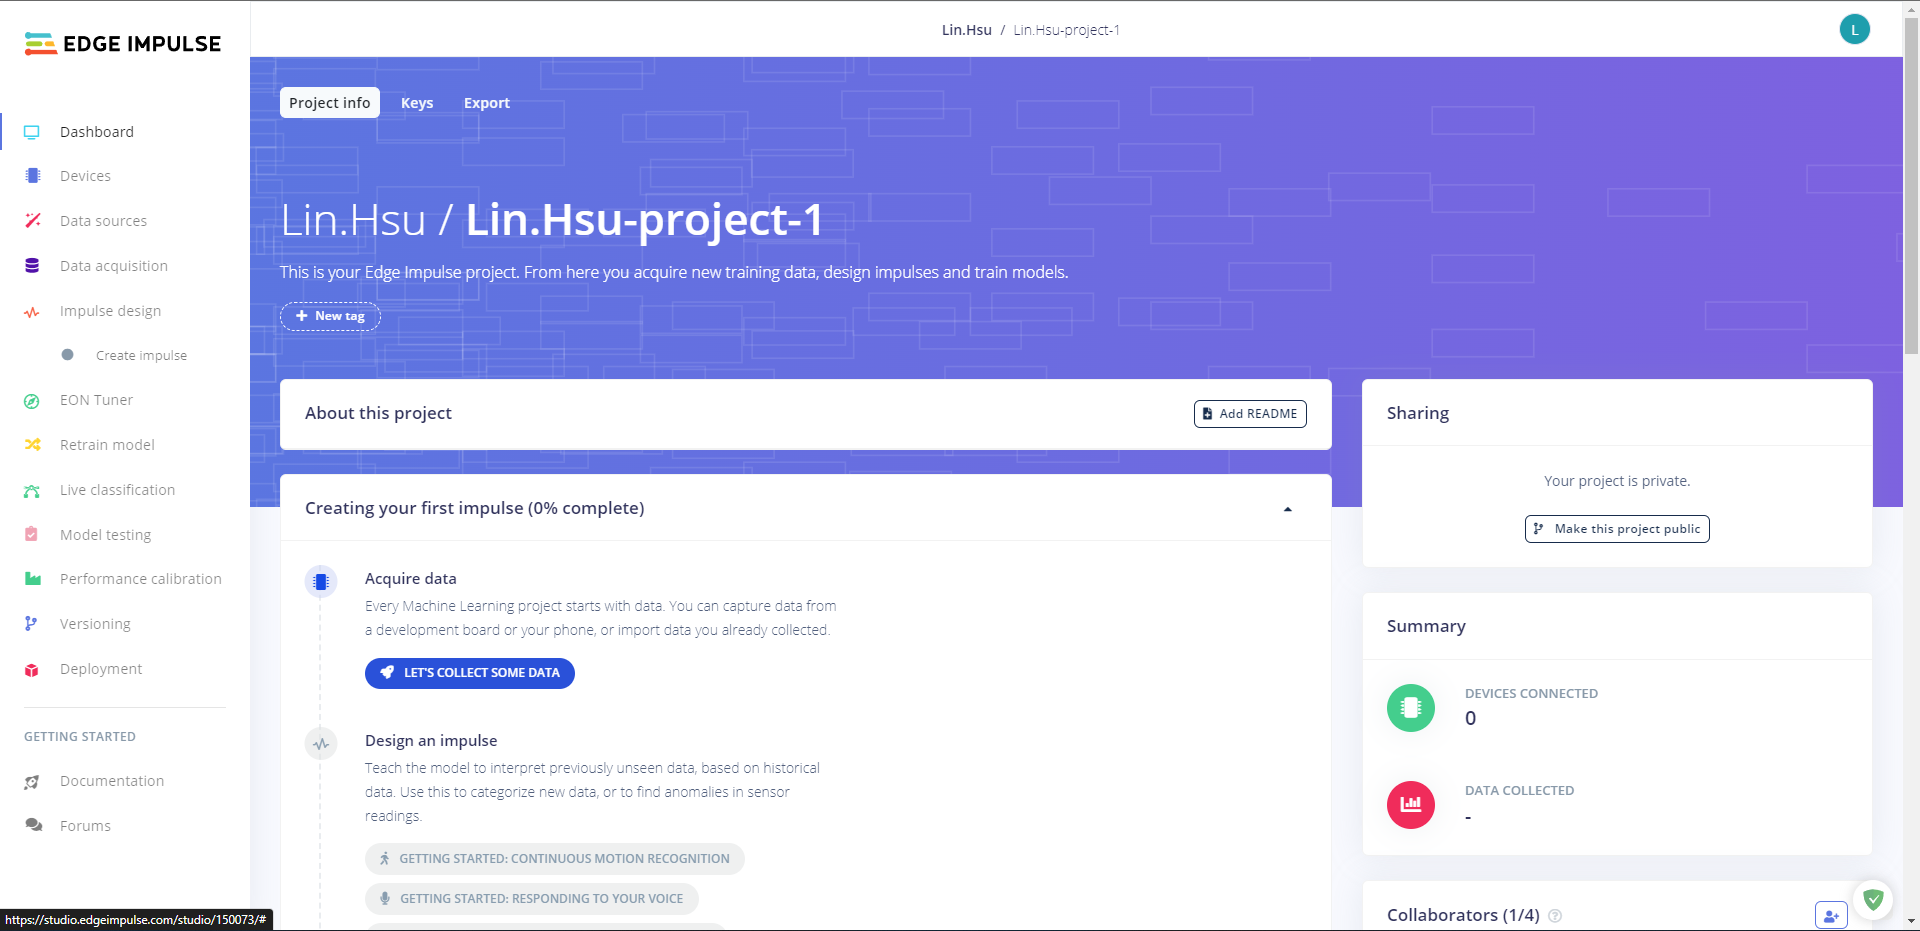 EDGE IMPULSE
Lin.Hsu / Lin.Hsu-project-1
L
Dashboard
Devices
Data sources
Data acquisition
Impulse design
Create impulse
EON Tuner
Retrain model
Live classification
Model testing
Performance calibration
Versioning
Deployment
GETTING STARTED
Documentation
Forums
https://studio.edgeimpulse.com/studio/150073/#
Project info
Keys
Export
Lin.Hsu / Lin.Hsu-project-1
This is your Edge Impulse project. From here you acquire new training data, design impulses and train models.
+ New tag
About this project
Add README
Creating your first impulse (0% complete)
Acquire data
Every Machine Learning project starts with data. You can capture data from
a development board or your phone, or import data you already collected.
LET'S COLLECT SOME DATA
Design an impulse
Teach the model to interpret previously unseen data, based on historical
data. Use this to categorize new data, or to find anomalies in sensor
readings.
GETTING STARTED: CONTINUOUS MOTION RECOGNITION
GETTING STARTED: RESPONDING TO YOUR VOICE
Sharing
Your project is private.
Make this project public
Summary
DEVICES CONNECTED
0
DATA COLLECTED
-
Collaborators (1/4) ?